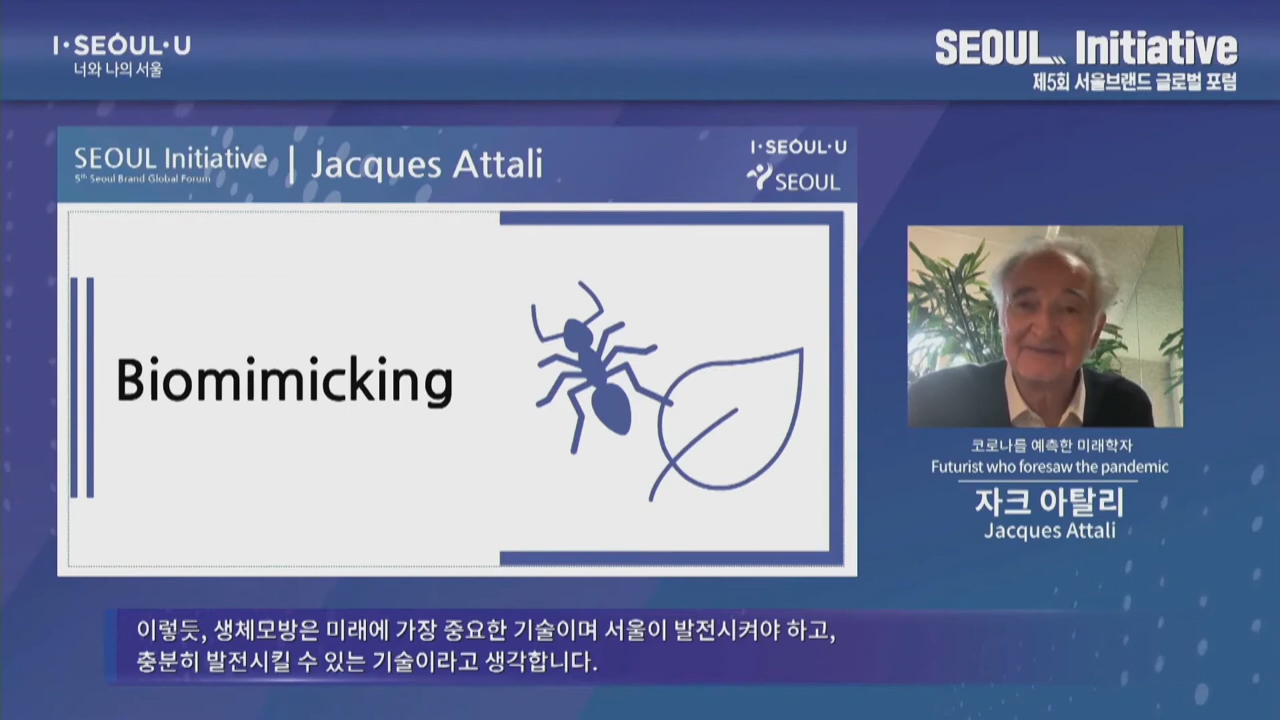 I·SEOUL·U
너와 나의 서울
SEOUL Initiative
제5회 서울브랜드 글로벌 포럼
SEOUL Initiative | Jacques Attali
5th Seoul Brand Global Forum
I·SEOUL·U
SEOUL
Biomimicking
코로나를 예측한 미래학자
Futurist who foresaw the pandemic
자크 아탈리
Jacques Attali
이렇듯, 생체모방은 미래에 가장 중요한 기술이며 서울이 발전시켜야 하고,
충분히 발전시킬 수 있는 기술이라고 생각합니다.